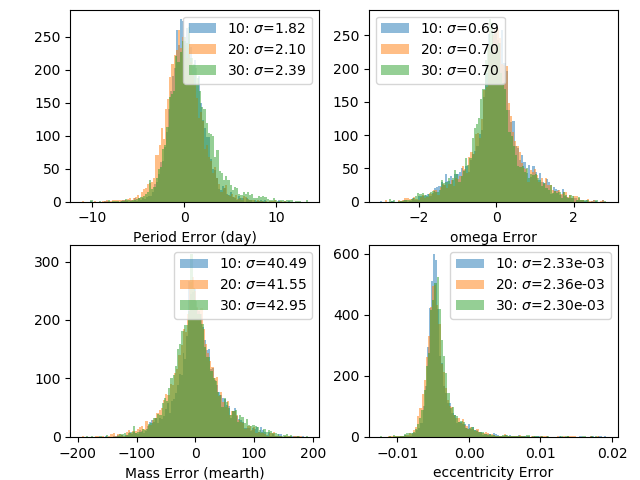 10: σ=1.82
20: σ=2.10
30: σ=2.39
250
200
150
100
50
0
−10
0
10
Period Error (day)
10: σ=0.69
20: σ=0.70
30: σ=0.70
250
200
150
100
50
0
−2
0
2
omega Error
10: σ=40.49
20: σ=41.55
30: σ=42.95
300
200
100
0
−200
−100
0
100
200
Mass Error (mearth)
10: σ=2.33e-03
20: σ=2.36e-03
30: σ=2.30e-03
600
400
200
0
−0.01
0.00
0.01
0.02
eccentricity Error